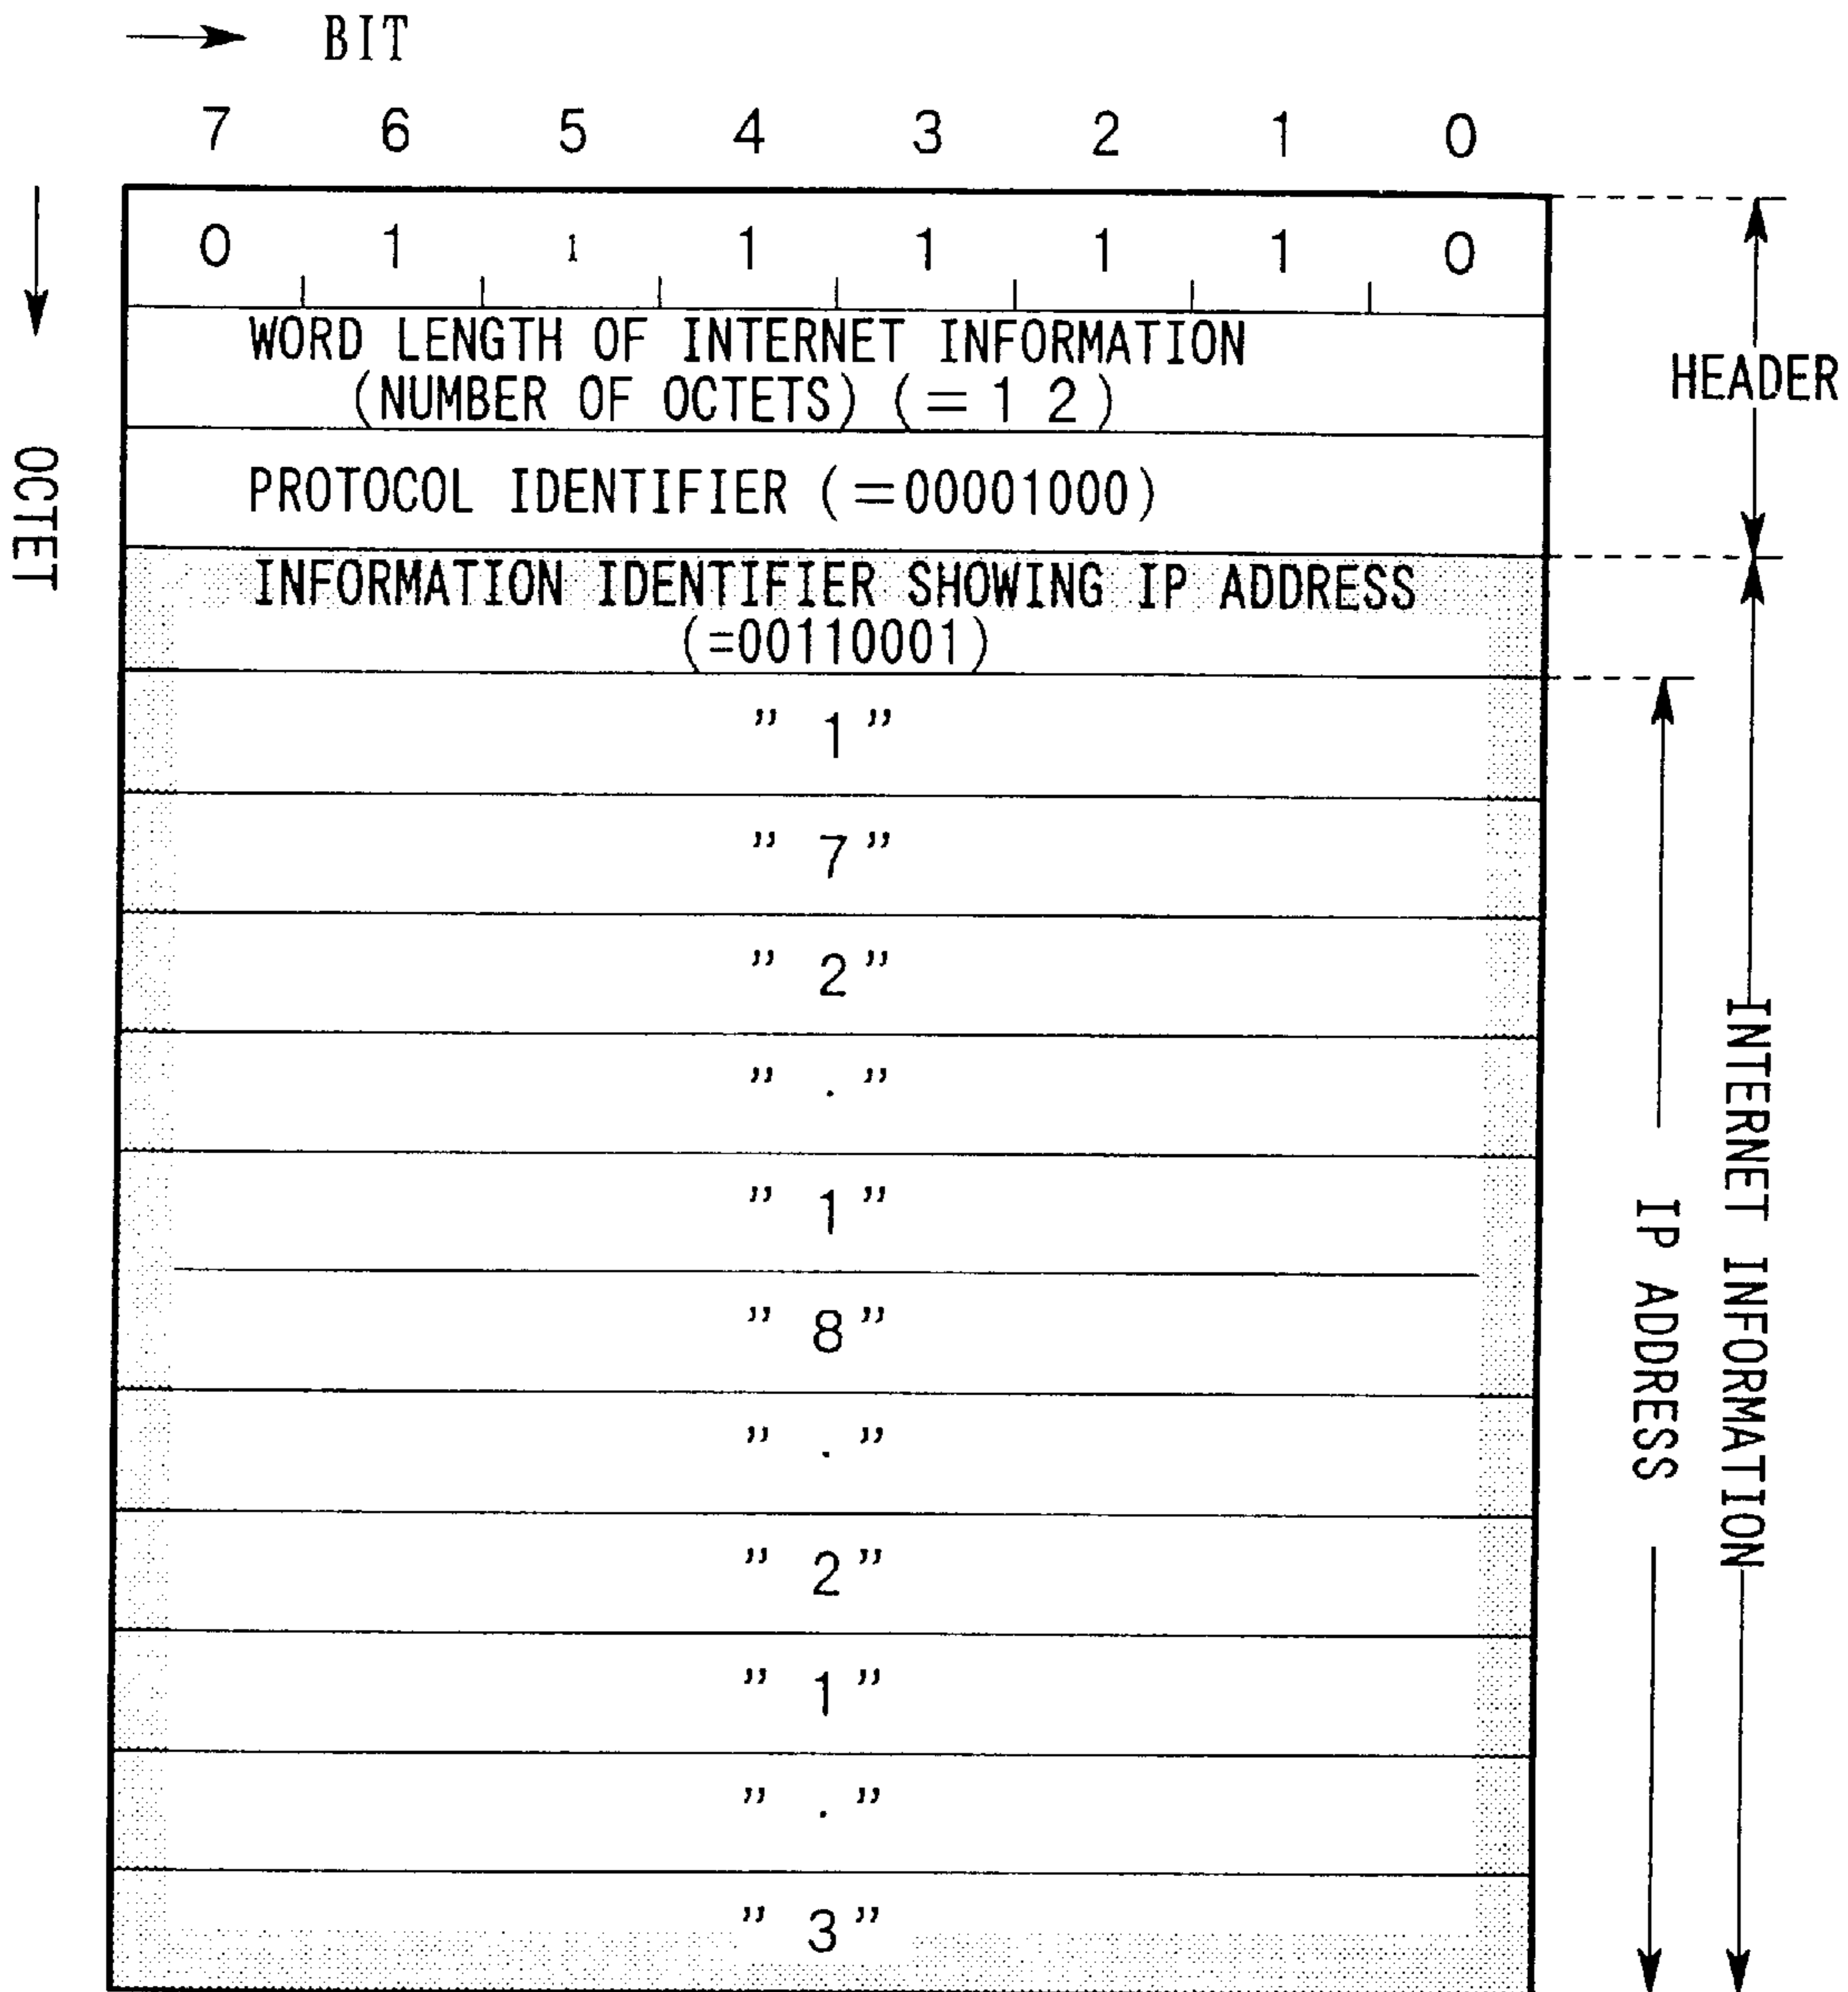 BIT
7 6 5 4 3 2 1 0
0 1 1 1 1 1 1 0
WORD LENGTH OF INTERNET INFORMATION
(NUMBER OF OCTETS) (=12)
PROTOCOL IDENTIFIER (=00001000)
INFORMATION IDENTIFIER SHOWING IP ADDRESS
(=00110001)
” 1 ”
” 7 ”
” 2 ”
” . ”
” 1 ”
” 8 ”
” . ”
” 2 ”
” 1 ”
” . ”
” 3 ”
OCTET
HEADER
IP ADDRESS
INTERNET INFORMATION